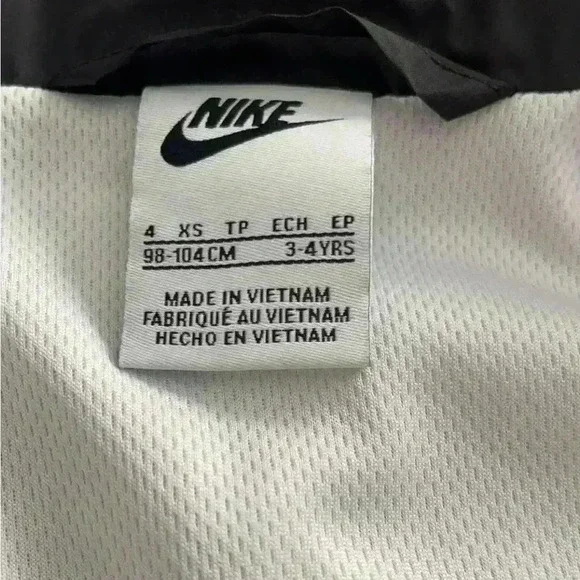 NIKE
4 XS TP ECH EP
98-104CM 3-4YRS
MADE IN VIETNAM
FABRIQUÉ AU VIETNAM
HECHO EN VIETNAM